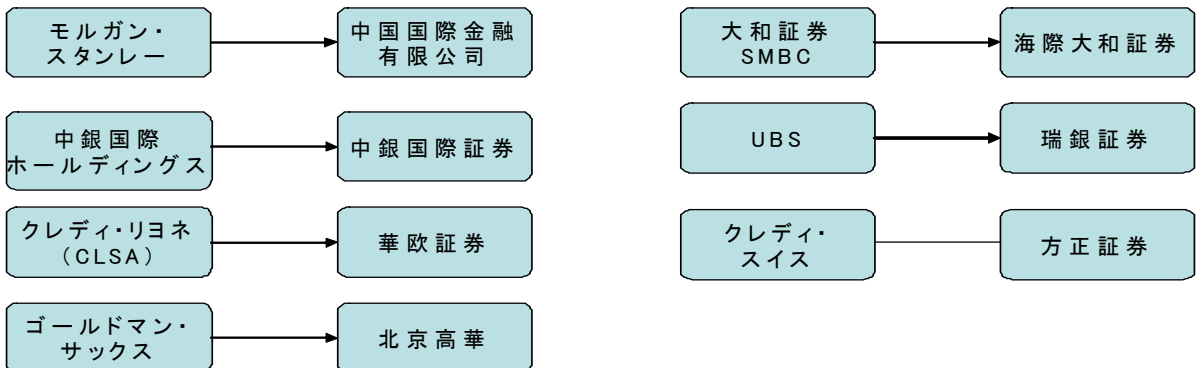 モルガン・
スタンレー
中国国際金融
有限公司
中銀国際
ホールディングス
中銀国際証券
クレディ・リヨネ
（CLSA）
華欧証券
ゴールドマン・
サックス
北京高華
大和証券
SMBC
海際大和証券
UBS
瑞銀証券
クレディ・
スイス
方正証券